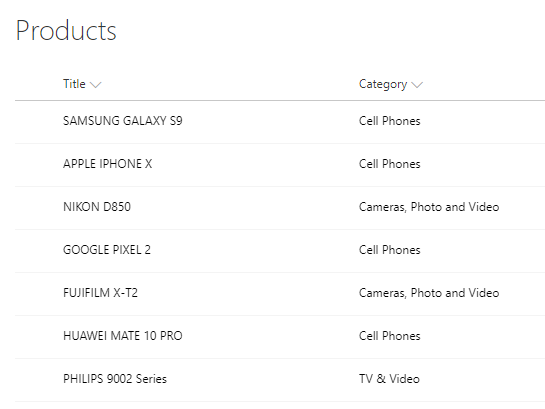 Products
Title Category
SAMSUNG GALAXY S9 Cell Phones
APPLE IPHONE X Cell Phones
NIKON D850 Cameras, Photo and Video
GOOGLE PIXEL 2 Cell Phones
FUJIFILM X-T2 Cameras, Photo and Video
HUAWEI MATE 10 PRO Cell Phones
PHILIPS 9002 Series TV & Video